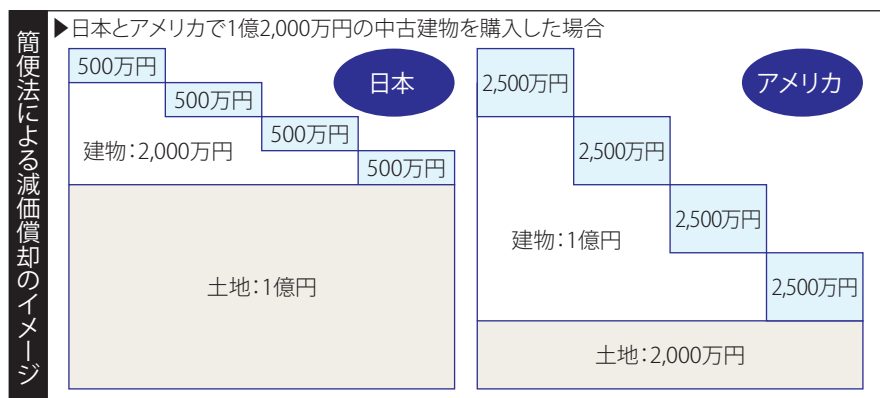 簡便法による減価償却のイメージ
▶日本とアメリカで1億2,000万円の中古建物を購入した場合
日本
500万円
500万円
500万円
500万円
建物：2,000万円
土地：1億円
アメリカ
2,500万円
2,500万円
2,500万円
2,500万円
建物：1億円
土地：2,000万円